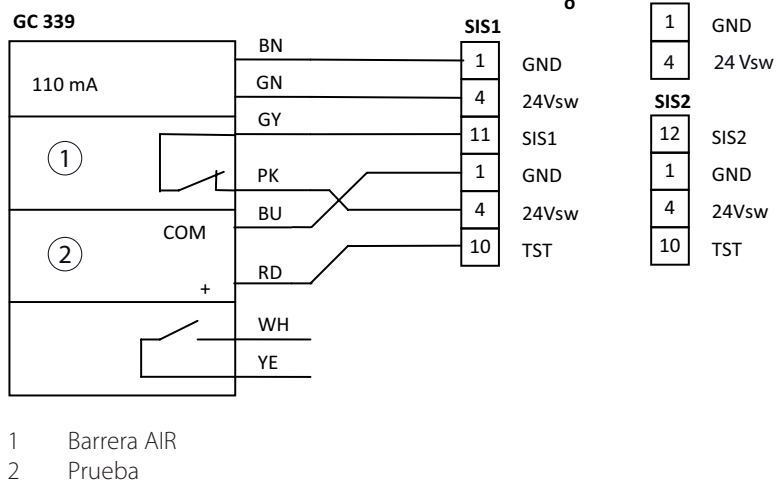 GC 339
110 mA
1
2
COM
+
BN
GN
GY
PK
BU
RD
WH
YE
SIS1
1 GND
4 24Vsw
11 SIS1
1 GND
4 24Vsw
10 TST
o
1 GND
4 24 Vsw
SIS2
12 SIS2
1 GND
4 24Vsw
10 TST
1 Barrera AIR
2 Prueba